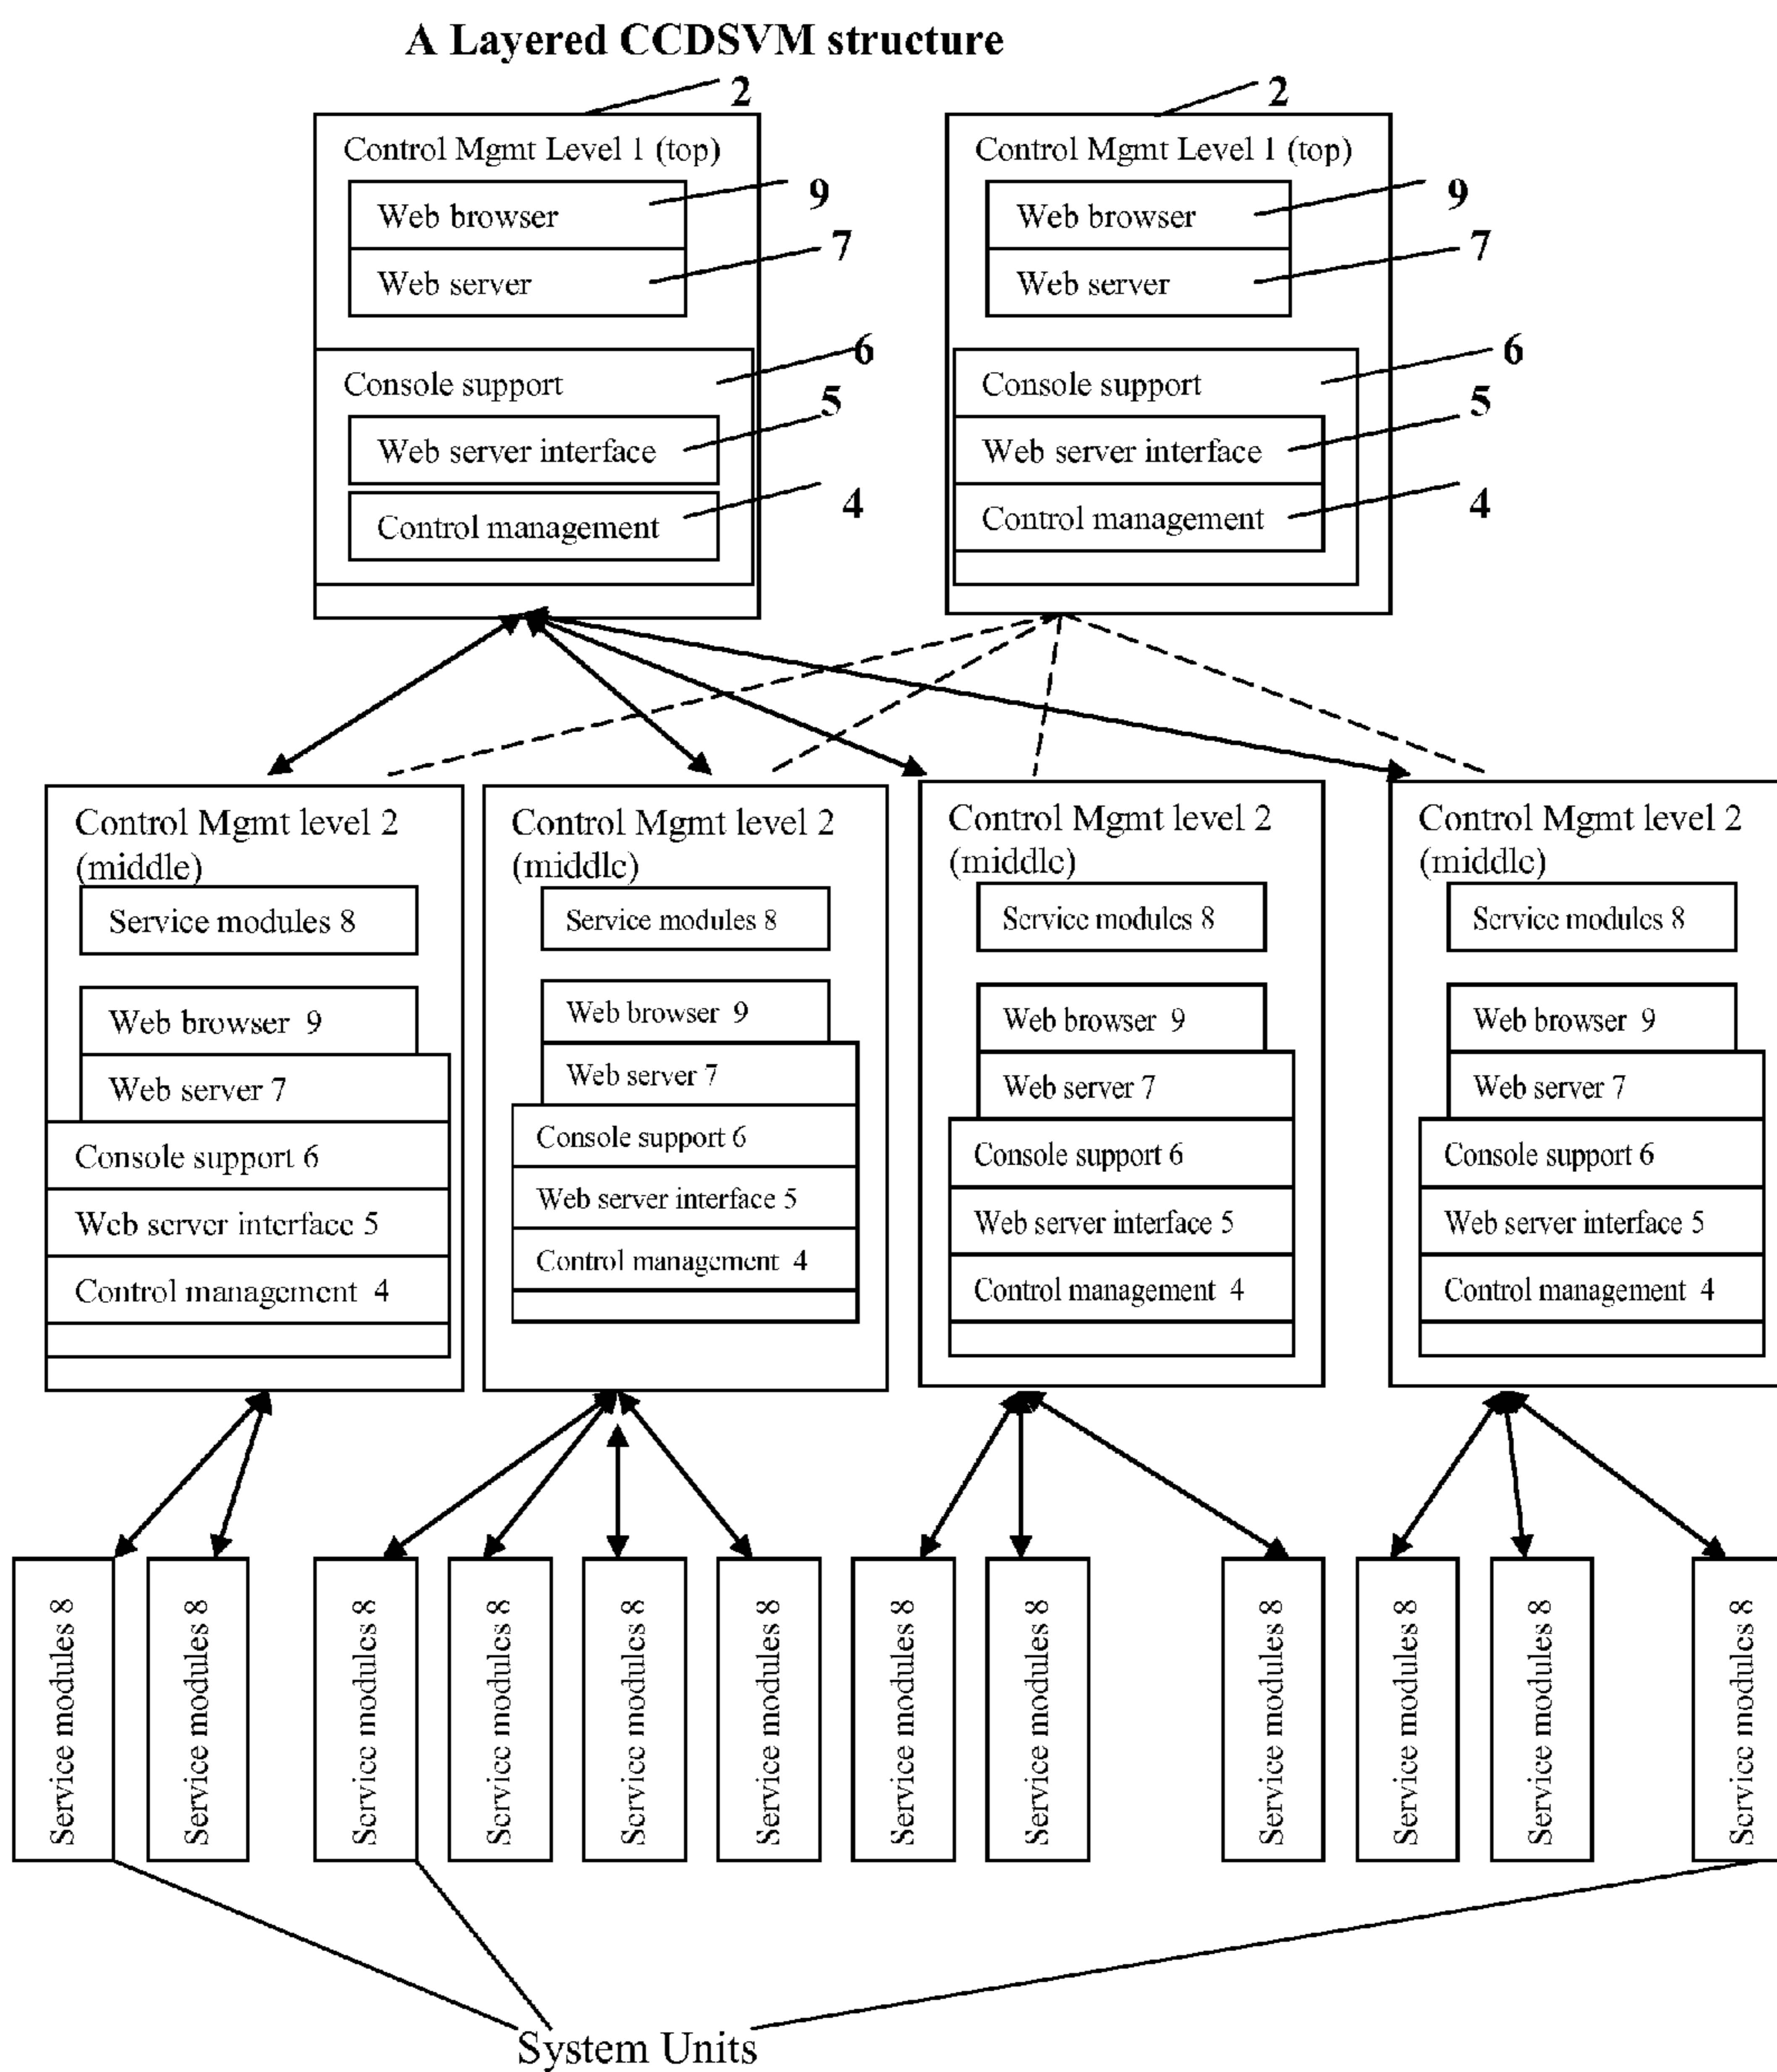 A Layered CCDSVM structure
2
Control Mgmt Level 1 (top)
Web browser
9
Web server
7
Console support
6
Web server interface
5
Control management
4
2
Control Mgmt Level 1 (top)
Web browser
9
Web server
7
Console support
6
Web server interface
5
Control management
4
Control Mgmt level 2
(middle)
Service modules 8
Web browser 9
Web server 7
Console support 6
Web server interface 5
Control management 4
Control Mgmt level 2
(middle)
Service modules 8
Web browser 9
Web server 7
Console support 6
Web server interface 5
Control management 4
Control Mgmt level 2
(middle)
Service modules 8
Web browser 9
Web server 7
Console support 6
Web server interface 5
Control management 4
Control Mgmt level 2
(middle)
Service modules 8
Web browser 9
Web server 7
Console support 6
Web server interface 5
Control management 4
Service modules 8
Service modules 8
Service modules 8
Service modules 8
Service modules 8
Service modules 8
Service modules 8
Service modules 8
Service modules 8
Service modules 8
Service modules 8
Service modules 8
System Units